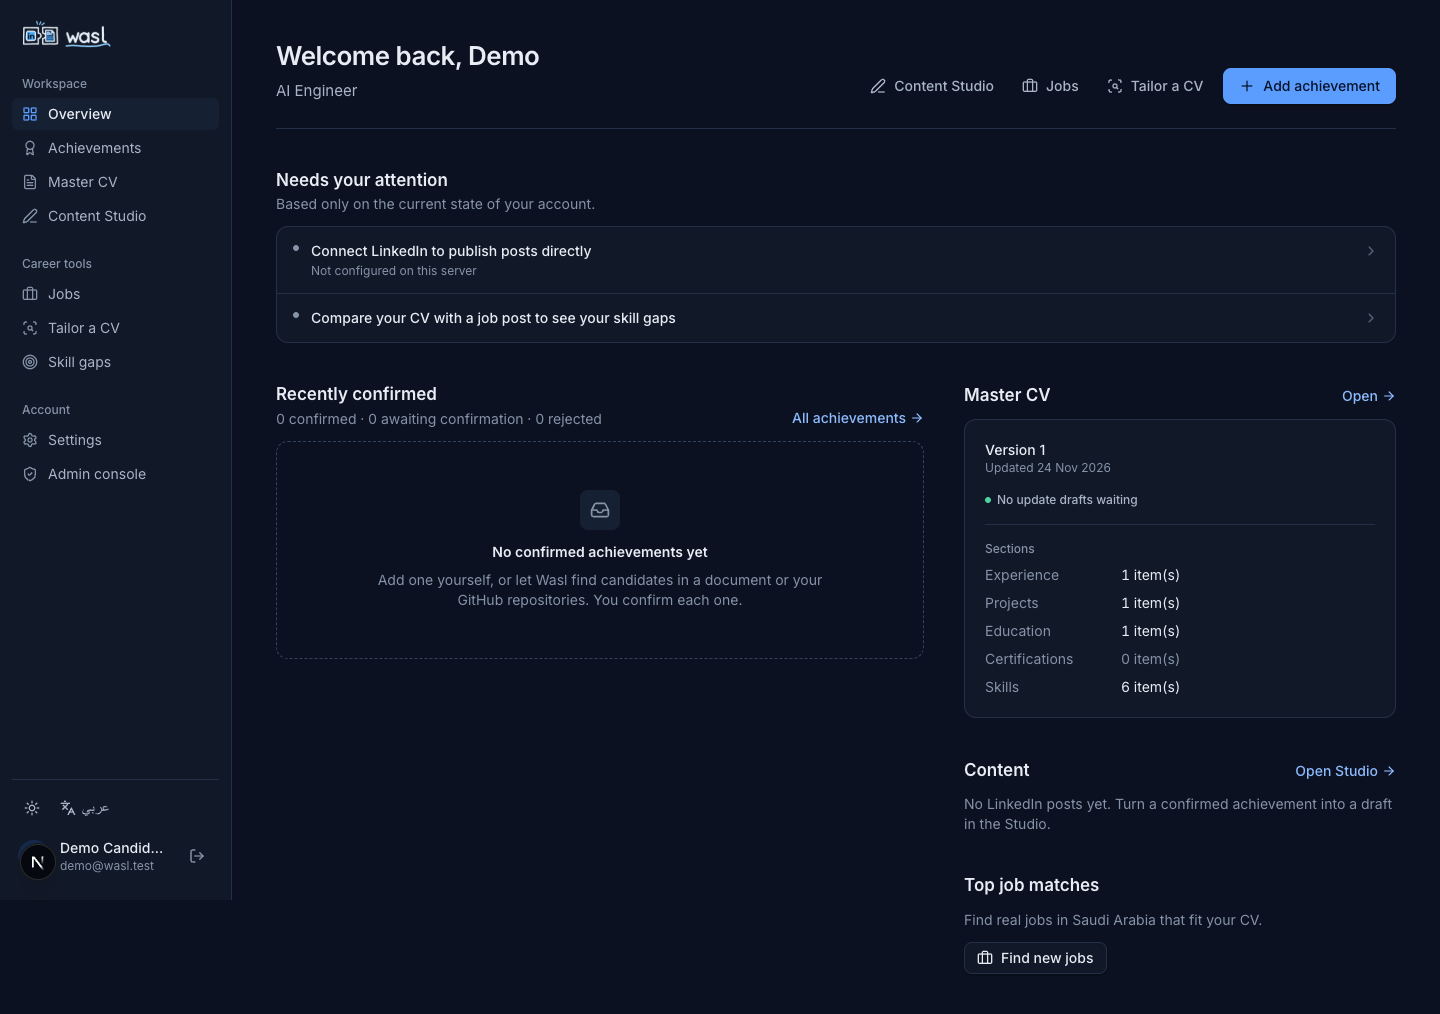 wasl
Workspace
Overview
Achievements
Master CV
Content Studio
Career tools
Jobs
Tailor a CV
Skill gaps
Account
Settings
Admin console
عربي
Demo Candid...
demo@wasl.test
N
Welcome back, Demo
AI Engineer
Content Studio
Jobs
Tailor a CV
Add achievement
Needs your attention
Based only on the current state of your account.
Connect LinkedIn to publish posts directly
Not configured on this server
Compare your CV with a job post to see your skill gaps
Recently confirmed
0 confirmed · 0 awaiting confirmation · 0 rejected
All achievements →
No confirmed achievements yet
Add one yourself, or let Wasl find candidates in a document or your
GitHub repositories. You confirm each one.
Master CV
Open →
Version 1
Updated 24 Nov 2026
No update drafts waiting
Sections
Experience 1 item(s)
Projects 1 item(s)
Education 1 item(s)
Certifications 0 item(s)
Skills 6 item(s)
Content
Open Studio →
No LinkedIn posts yet. Turn a confirmed achievement into a draft
in the Studio.
Top job matches
Find real jobs in Saudi Arabia that fit your CV.
Find new jobs